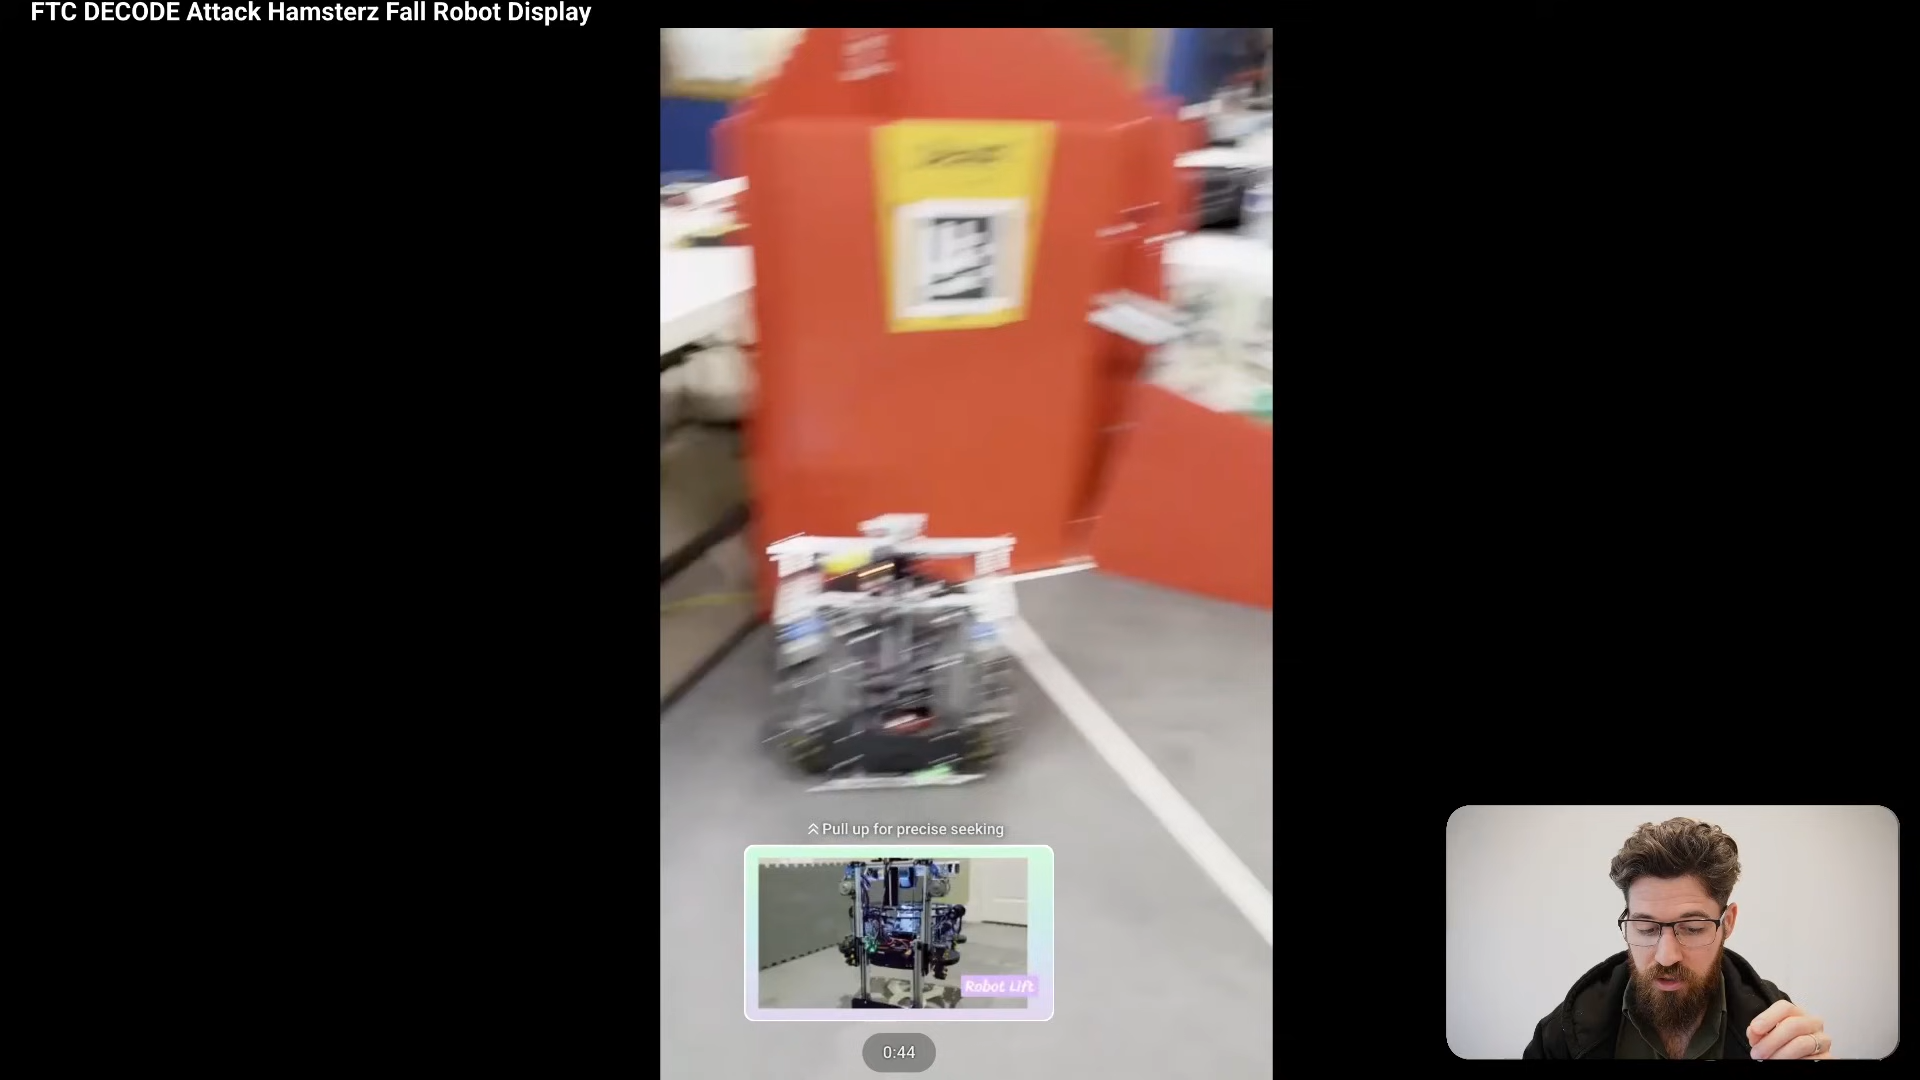 FTC DECODE Attack Hamsterz Fall Robot Display
Pull up for precise seeking
Robot Lift
0:44